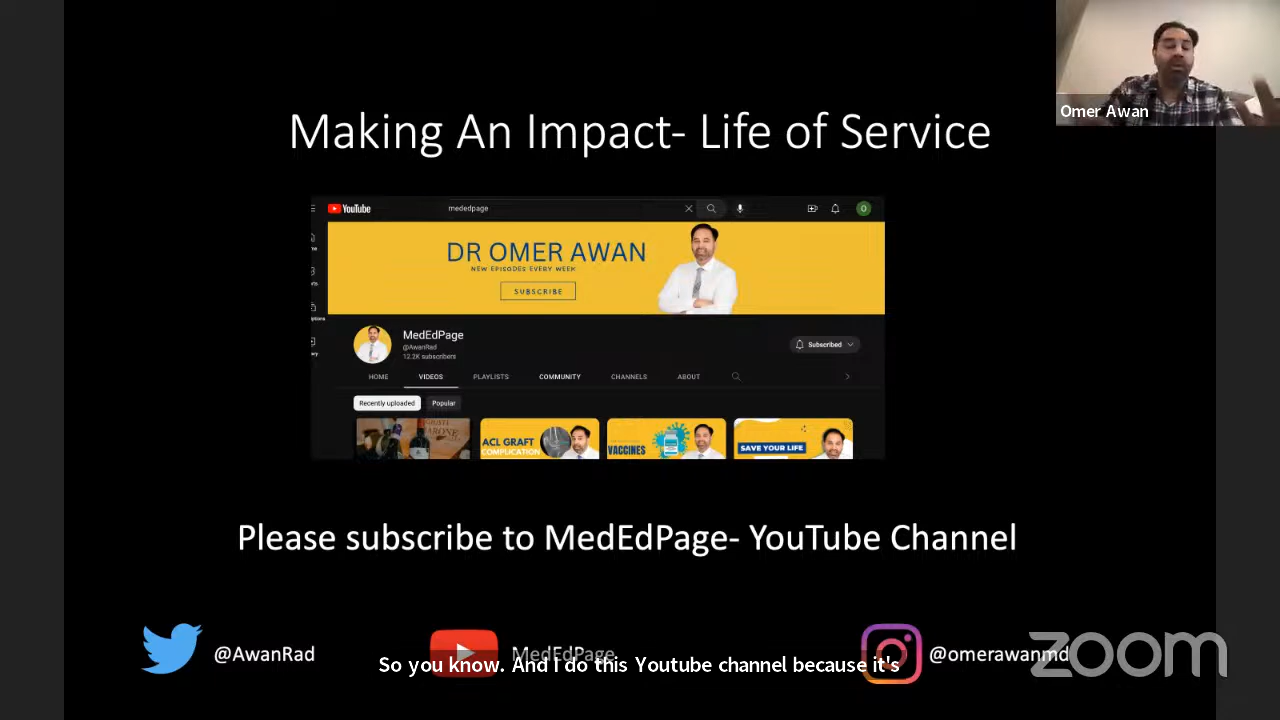 Omer Awan
Making An Impact- Life of Service
YouTube
mededpage
O
DR OMER AWAN
NEW EPISODES EVERY WEEK
SUBSCRIBE
MedEdPage
@AwanRad
12.2K subscribers
Subscribed
HOME VIDEOS PLAYLISTS COMMUNITY CHANNELS ABOUT
Recently uploaded Popular
ACL GRAFT
COMPLICATION
VACCINES
SAVE YOUR LIFE
Please subscribe to MedEdPage- YouTube Channel
@AwanRad
MedEdPage
@omerawanmd
zoom
So you know. And I do this Youtube channel because it's